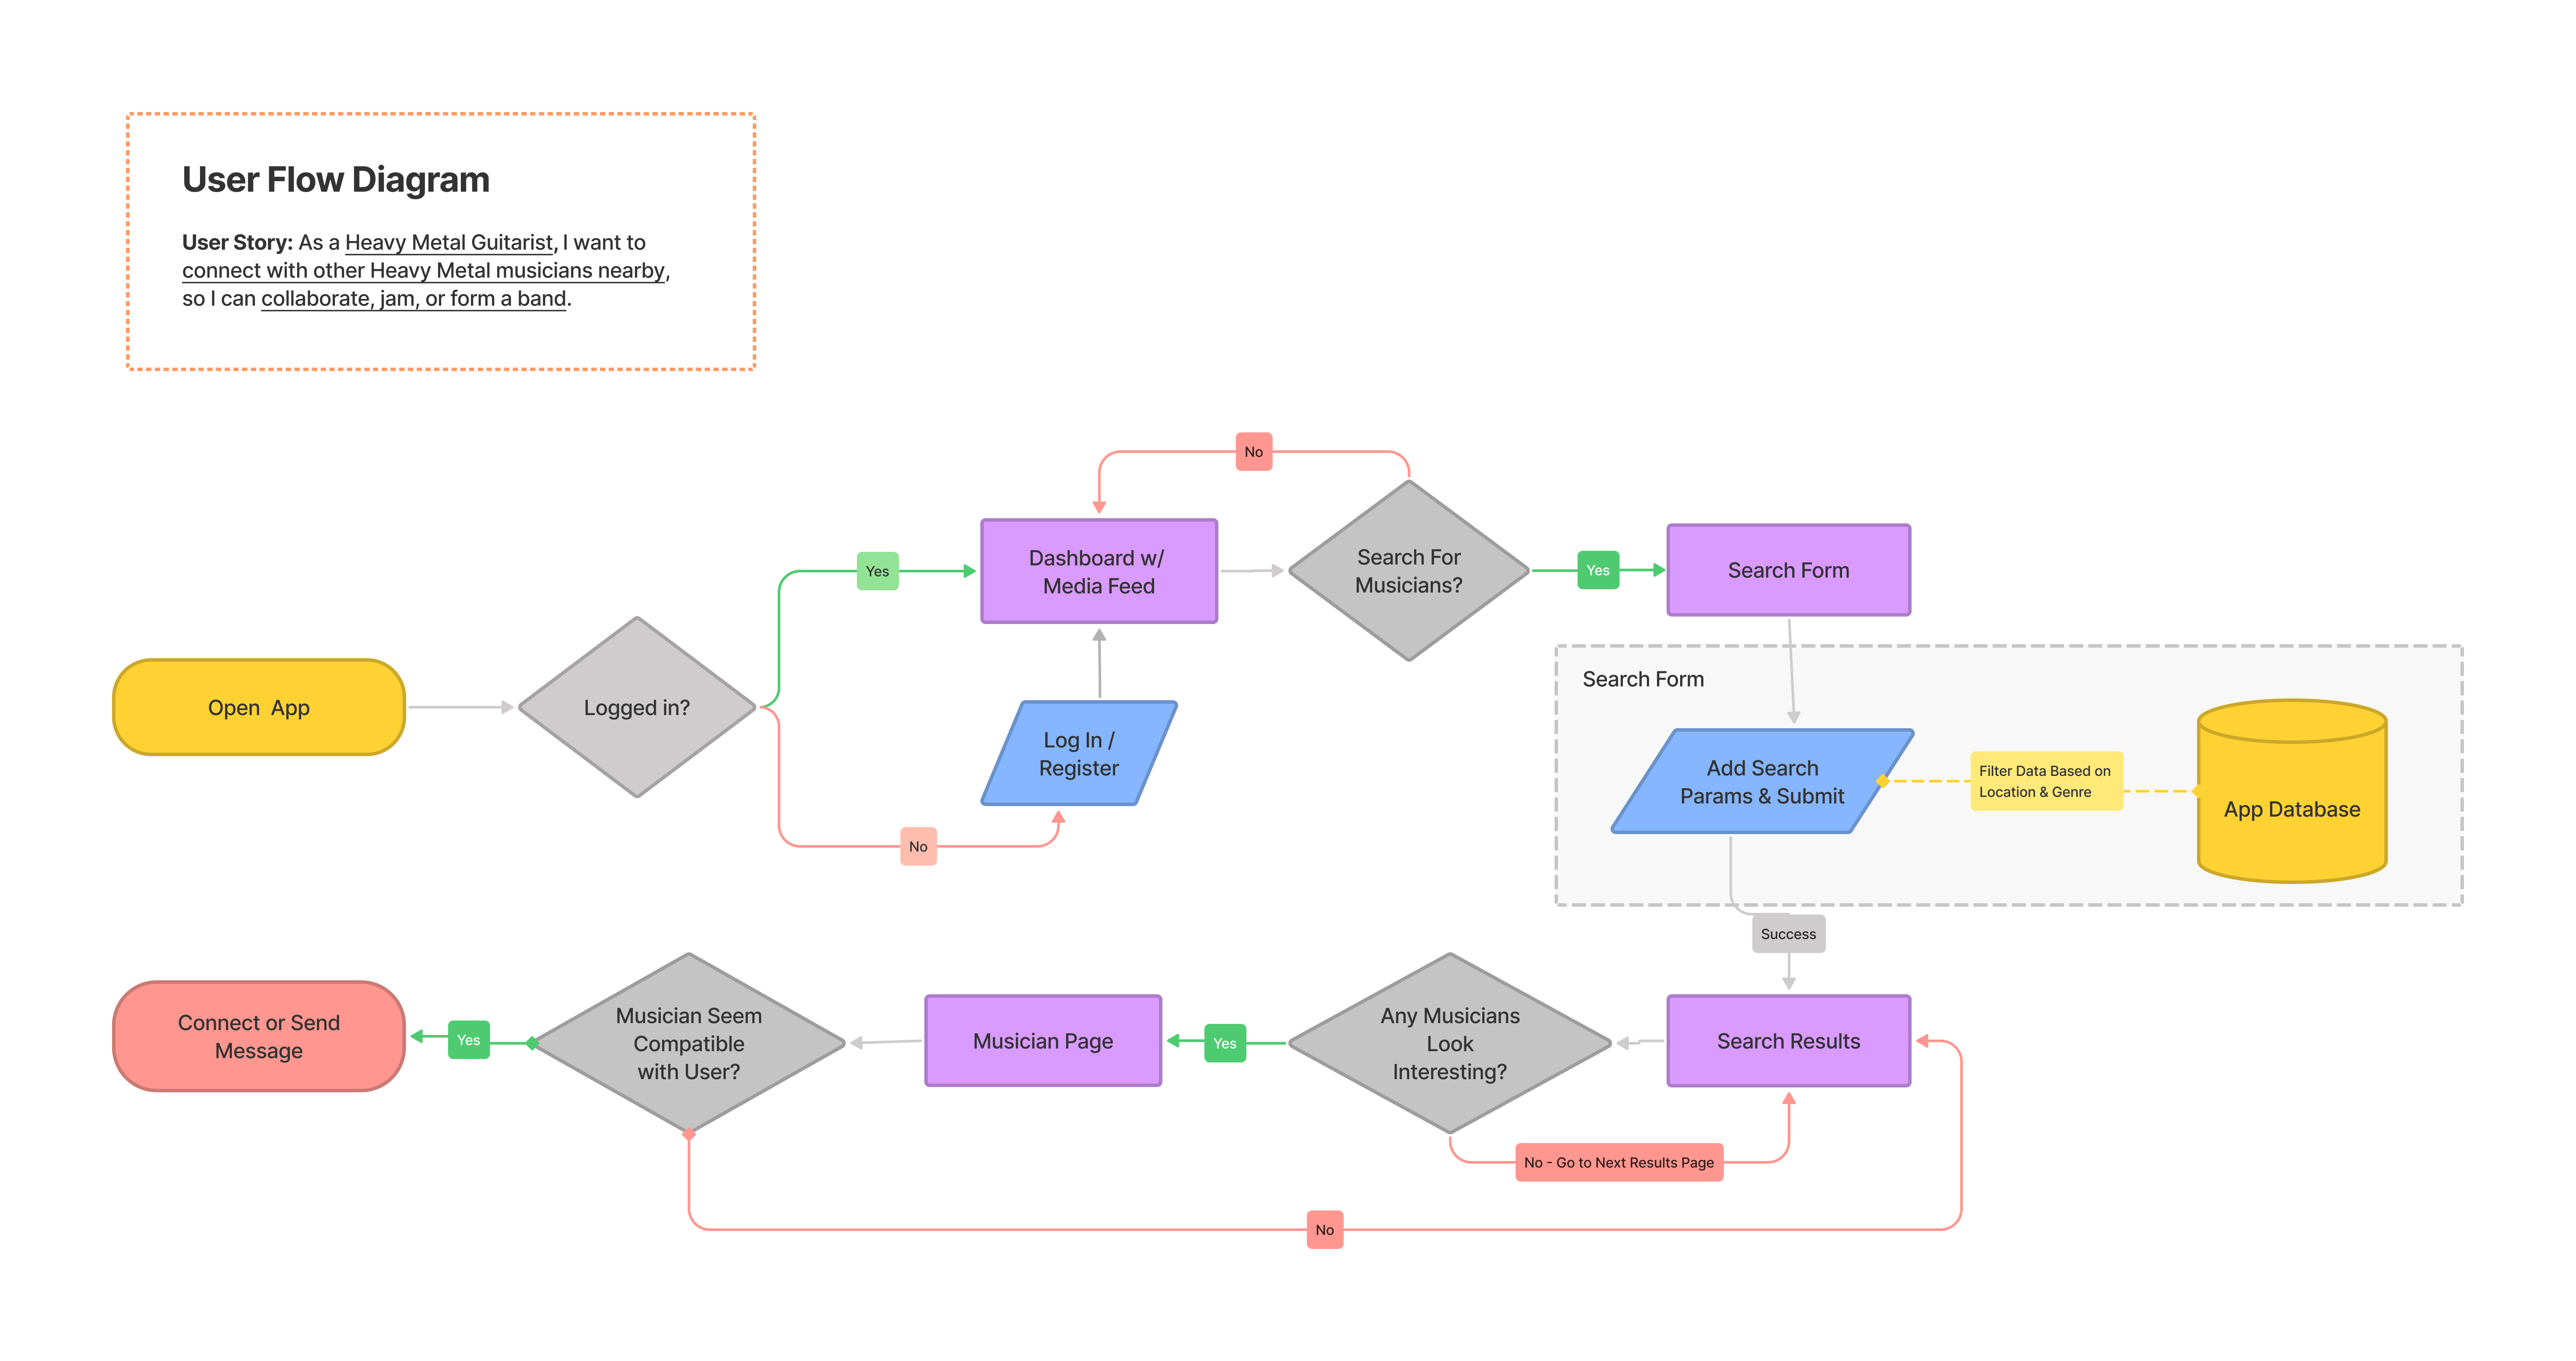 User Flow Diagram
User Story: As a Heavy Metal Guitarist, I want to
connect with other Heavy Metal musicians nearby,
so I can collaborate, jam, or form a band.
No
Dashboard w/
Media Feed
Search For
Musicians?
Yes
Search Form
Yes
Open App
Logged in?
Log In /
Register
No
Search Form
Add Search
Params & Submit
Filter Data Based on
Location & Genre
App Database
Success
Search Results
Any Musicians
Look
Interesting?
No - Go to Next Results Page
Yes
Musician Page
Musician Seem
Compatible
with User?
Yes
Connect or Send
Message
No